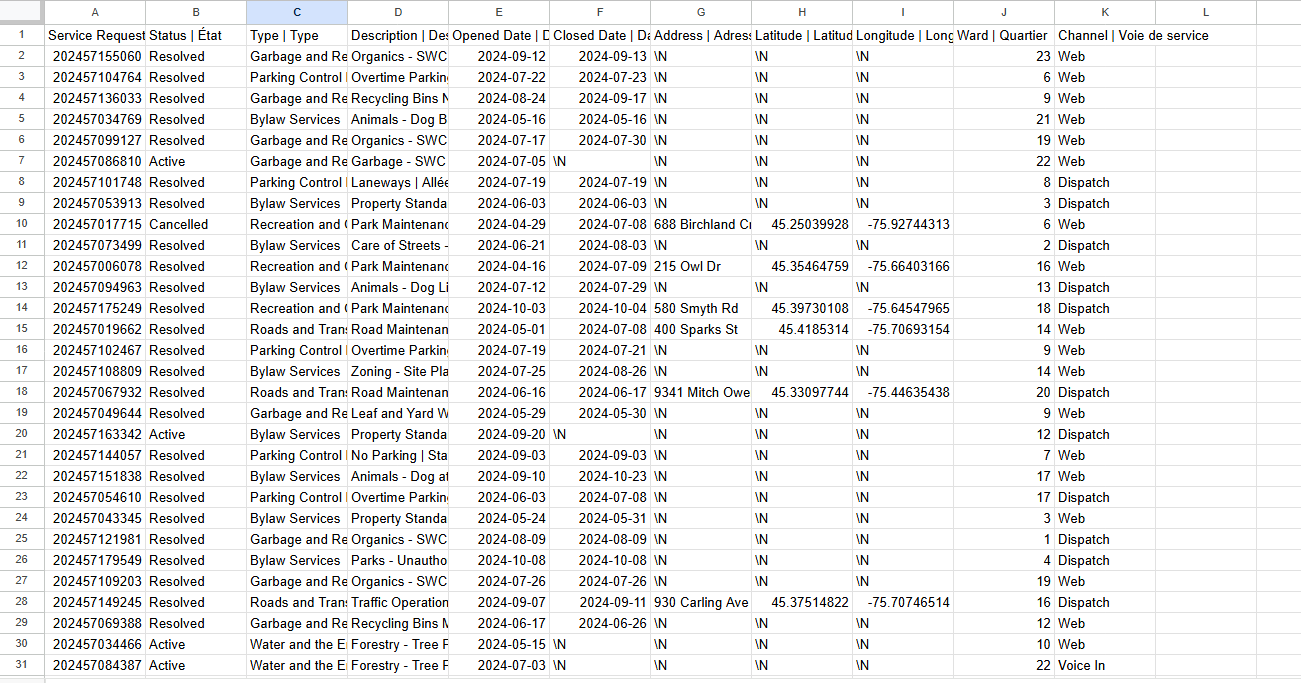 A B C D E F G H I J K L
1 Service Request Status | État Type | Type Description | Des Opened Date | D Closed Date | Da Address | Adress Latitude | Latitud Longitude | Long Ward | Quartier Channel | Voie de service
2 202457155060 Resolved Garbage and Re Organics - SWC 2024-09-12 2024-09-13 \N \N \N 23 Web
3 202457104764 Resolved Parking Control Overtime Parkin 2024-07-22 2024-07-23 \N \N \N 6 Web
4 202457136033 Resolved Garbage and Re Recycling Bins N 2024-08-24 2024-09-17 \N \N \N 9 Web
5 202457034769 Resolved Bylaw Services Animals - Dog B 2024-05-16 2024-05-16 \N \N \N 21 Web
6 202457099127 Resolved Garbage and Re Organics - SWC 2024-07-17 2024-07-30 \N \N \N 19 Web
7 202457086810 Active Garbage and Re Garbage - SWC 2024-07-05 \N \N \N \N 22 Web
8 202457101748 Resolved Parking Control Laneways | Allée 2024-07-19 2024-07-19 \N \N \N 8 Dispatch
9 202457053913 Resolved Bylaw Services Property Standa 2024-06-03 2024-06-03 \N \N \N 3 Dispatch
10 202457017715 Cancelled Recreation and C Park Maintenanc 2024-04-29 2024-07-08 688 Birchland Cr 45.25039928 -75.92744313 6 Web
11 202457073499 Resolved Bylaw Services Care of Streets - 2024-06-21 2024-08-03 \N \N \N 2 Dispatch
12 202457006078 Resolved Recreation and C Park Maintenanc 2024-04-16 2024-07-09 215 Owl Dr 45.35464759 -75.66403166 16 Web
13 202457094963 Resolved Bylaw Services Animals - Dog Li 2024-07-12 2024-07-29 \N \N \N 13 Dispatch
14 202457175249 Resolved Recreation and C Park Maintenanc 2024-10-03 2024-10-04 580 Smyth Rd 45.39730108 -75.64547965 18 Dispatch
15 202457019662 Resolved Roads and Trans Road Maintenan 2024-05-01 2024-07-08 400 Sparks St 45.4185314 -75.70693154 14 Web
16 202457102467 Resolved Parking Control Overtime Parkin 2024-07-19 2024-07-21 \N \N \N 9 Web
17 202457108809 Resolved Bylaw Services Zoning - Site Pla 2024-07-25 2024-08-26 \N \N \N 14 Web
18 202457067932 Resolved Roads and Trans Road Maintenan 2024-06-16 2024-06-17 9341 Mitch Owe 45.33097744 -75.44635438 20 Dispatch
19 202457049644 Resolved Garbage and Re Leaf and Yard W 2024-05-29 2024-05-30 \N \N \N 9 Web
20 202457163342 Active Bylaw Services Property Standa 2024-09-20 \N \N \N \N 12 Dispatch
21 202457144057 Resolved Parking Control No Parking | Sta 2024-09-03 2024-09-03 \N \N \N 7 Web
22 202457151838 Resolved Bylaw Services Animals - Dog at 2024-09-10 2024-10-23 \N \N \N 17 Web
23 202457054610 Resolved Parking Control Overtime Parkin 2024-06-03 2024-07-08 \N \N \N 17 Dispatch
24 202457043345 Resolved Bylaw Services Property Standa 2024-05-24 2024-05-31 \N \N \N 3 Web
25 202457121981 Resolved Garbage and Re Organics - SWC 2024-08-09 2024-08-09 \N \N \N 1 Dispatch
26 202457179549 Resolved Bylaw Services Parks - Unautho 2024-10-08 2024-10-08 \N \N \N 4 Dispatch
27 202457109203 Resolved Garbage and Re Organics - SWC 2024-07-26 2024-07-26 \N \N \N 19 Web
28 202457149245 Resolved Roads and Trans Traffic Operation 2024-09-07 2024-09-11 930 Carling Ave 45.37514822 -75.70746514 16 Dispatch
29 202457069388 Resolved Garbage and Re Recycling Bins M 2024-06-17 2024-06-26 \N \N \N 12 Web
30 202457034466 Active Water and the E Forestry - Tree P 2024-05-15 \N \N \N \N 10 Web
31 202457084387 Active Water and the E Forestry - Tree P 2024-07-03 \N \N \N \N 22 Voice In